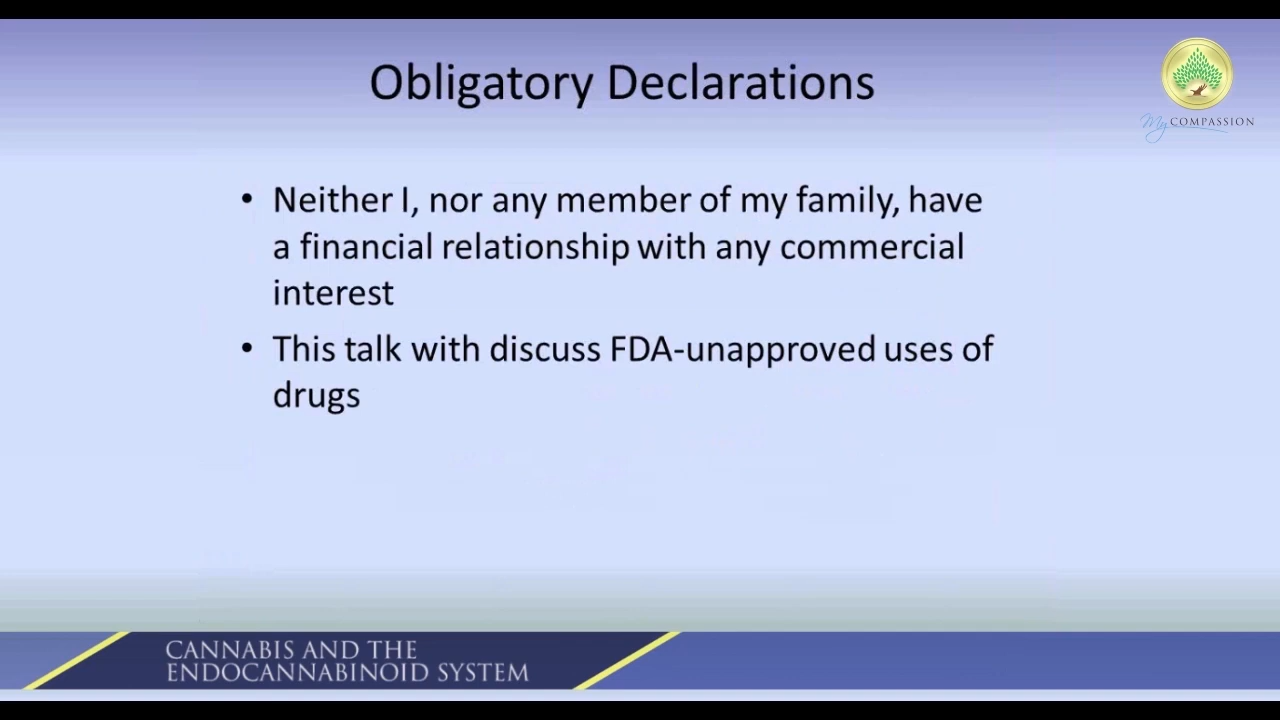 Obligatory Declarations
My COMPASSION
• Neither I, nor any member of my family, have
a financial relationship with any commercial
interest
• This talk with discuss FDA-unapproved uses of
drugs
CANNABIS AND THE
ENDOCANNABINOID SYSTEM